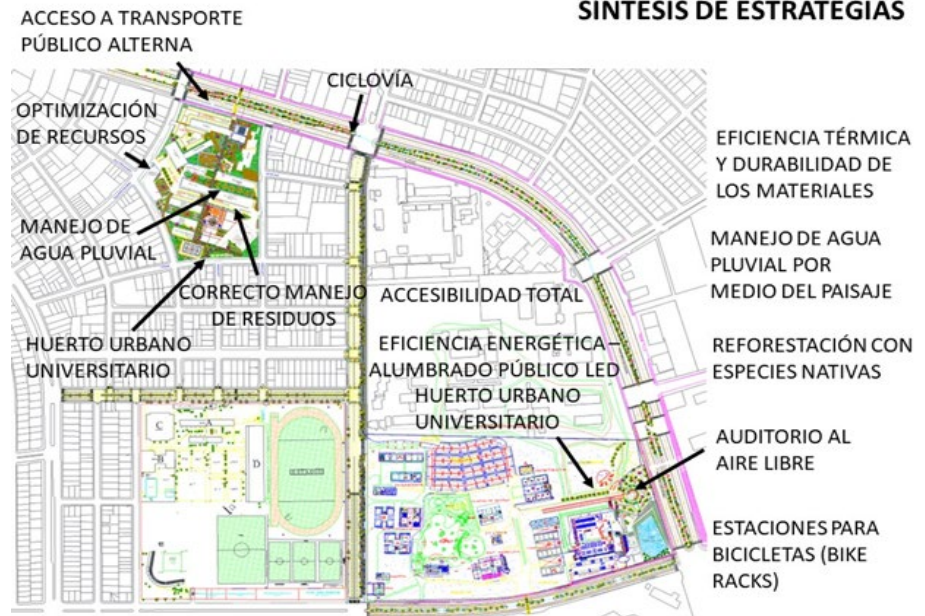 SÍNTESIS DE ESTRATEGIAS
ACCESO A TRANSPORTE
PÚBLICO ALTERNA
CICLOVÍA
OPTIMIZACIÓN
DE RECURSOS
MANEJO DE
AGUA PLUVIAL
CORRECTO MANEJO
DE RESIDUOS
HUERTO URBANO
UNIVERSITARIO
ACCESIBILIDAD TOTAL
EFICIENCIA ENERGÉTICA –
ALUMBRADO PÚBLICO LED
HUERTO URBANO
UNIVERSITARIO
EFICIENCIA TÉRMICA
Y DURABILIDAD DE
LOS MATERIALES
MANEJO DE AGUA
PLUVIAL POR
MEDIO DEL PAISAJE
REFORESTACIÓN CON
ESPECIES NATIVAS
AUDITORIO AL
AIRE LIBRE
ESTACIONES PARA
BICICLETAS (BIKE
RACKS)
C
A
B
D
ESTADIO